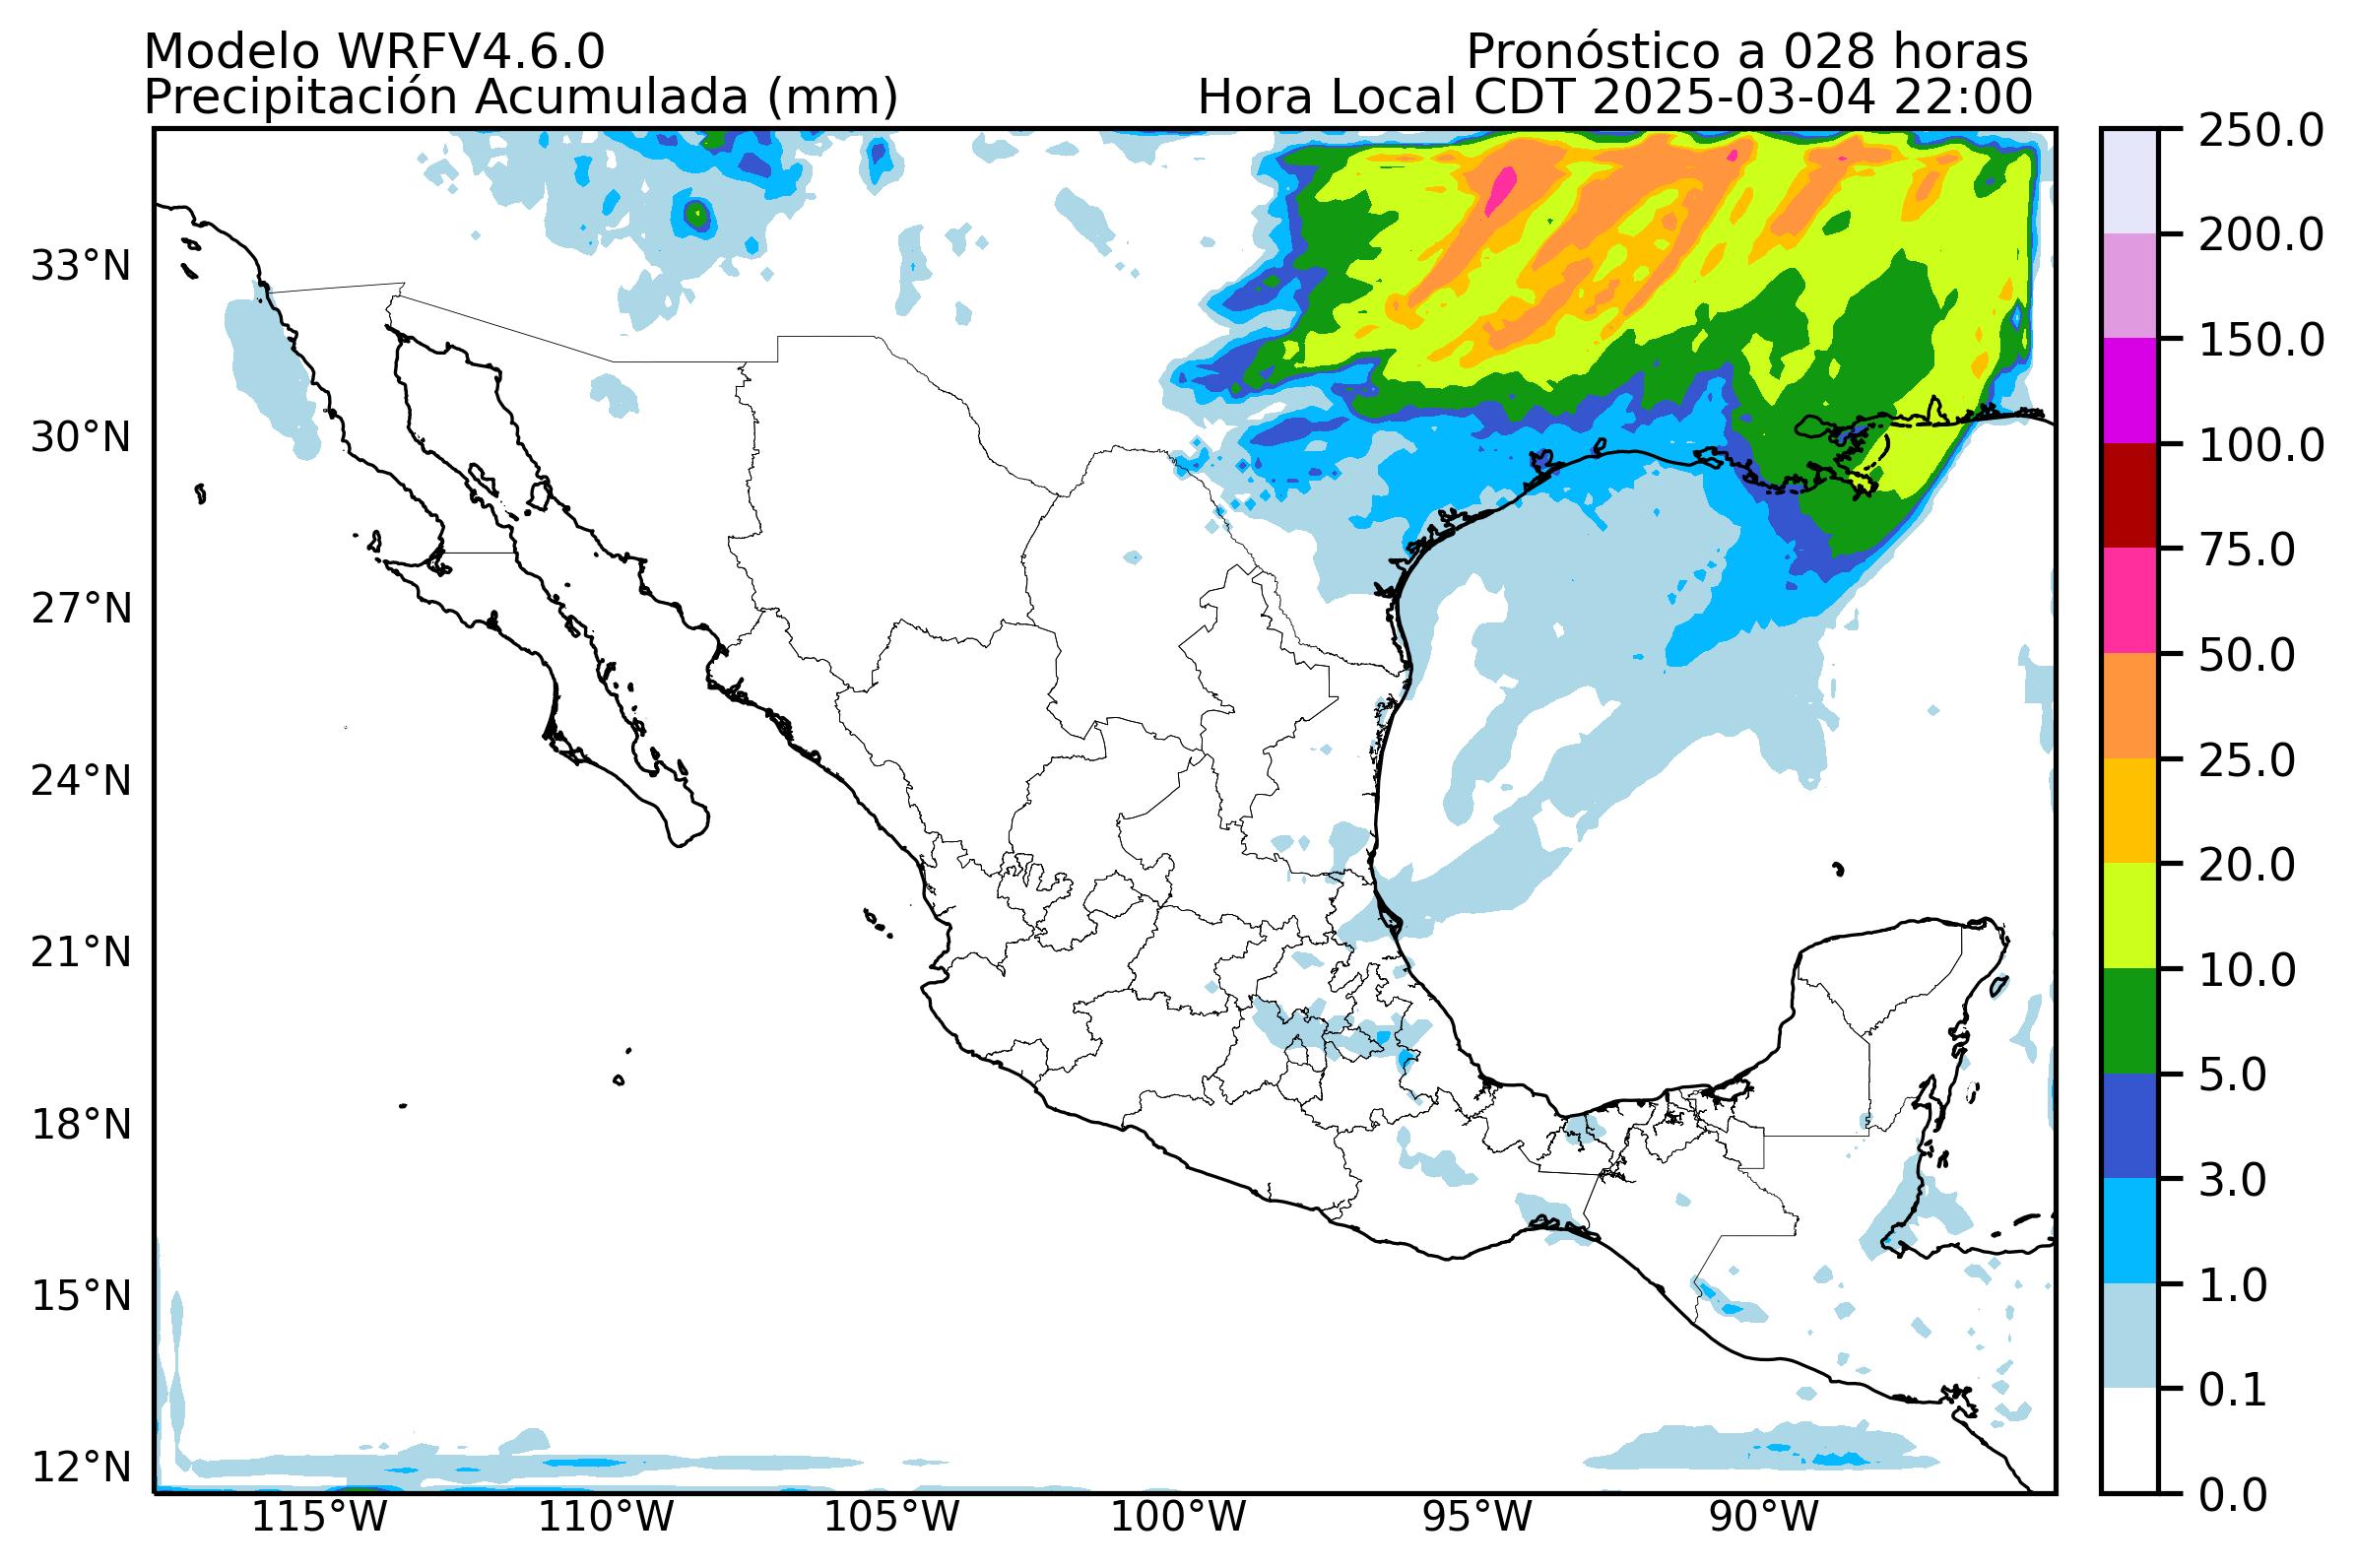 Modelo WRFV4.6.0
Pronóstico a 028 horas
Precipitación Acumulada (mm)
Hora Local CDT 2025-03-04 22:00
33°N
30°N
27°N
24°N
21°N
18°N
15°N
12°N
115°W
110°W
105°W
100°W
95°W
90°W
250.0
200.0
150.0
100.0
75.0
50.0
25.0
20.0
10.0
5.0
3.0
1.0
0.1
0.0